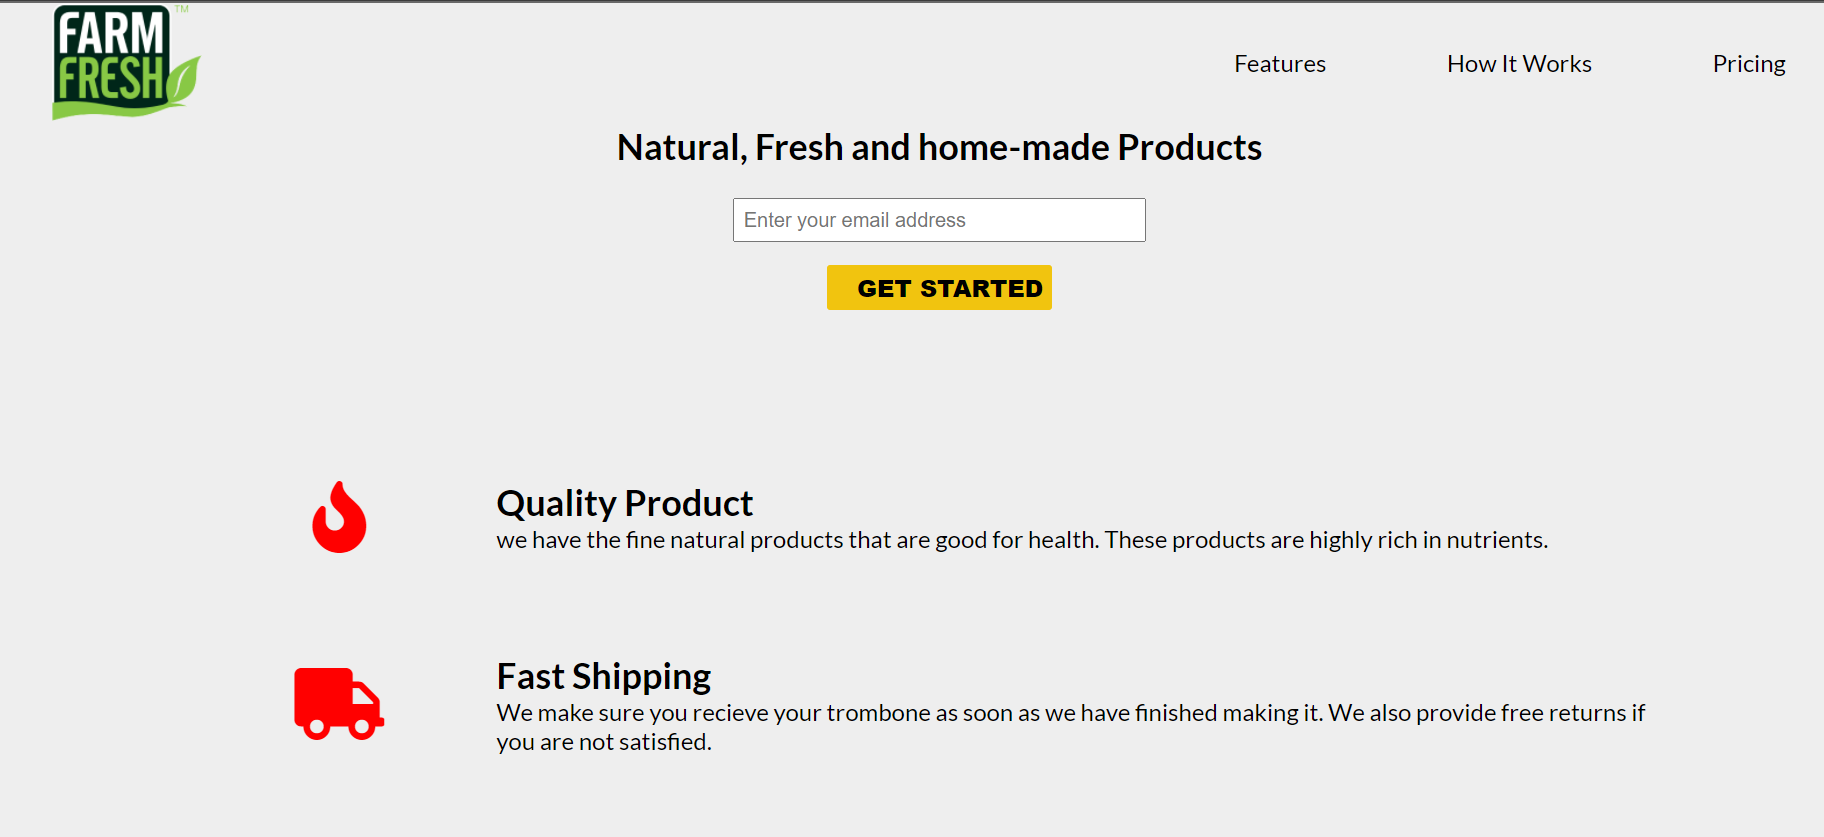 FARM
FRESH
TM
Features
How It Works
Pricing
Natural, Fresh and home-made Products
Enter your email address
GET STARTED
Quality Product
we have the fine natural products that are good for health. These products are highly rich in nutrients.
Fast Shipping
We make sure you recieve your trombone as soon as we have finished making it. We also provide free returns if
you are not satisfied.